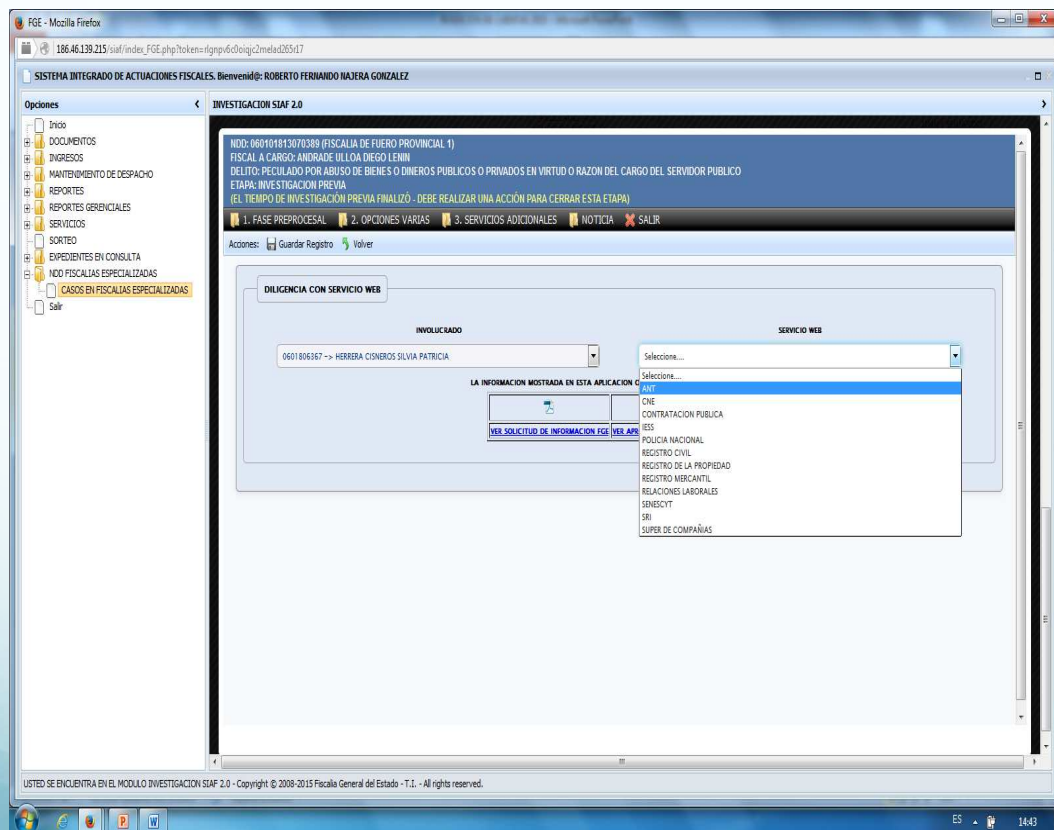 FGE - Mozilla Firefox
186.46.139.215/siaf/index_FGE.php?token=rlgnpv6c0oiqjc2melad265r17
SISTEMA INTEGRADO DE ACTUACIONES FISCALES. Bienvenid@: ROBERTO FERNANDO NAJERA GONZALEZ
Opciones
Inicio
DOCUMENTOS
INGRESOS
MANTENIMIENTO DE DESPACHO
REPORTES
REPORTES GERENCIALES
SERVICIOS
SORTEO
EXPEDIENTES EN CONSULTA
NDD FISCALIAS ESPECIALIZADAS
CASOS EN FISCALIAS ESPECIALIZADAS
Salir
INVESTIGACION SIAF 2.0
NDD: 060101813070389 (FISCALIA DE FUERO PROVINCIAL 1)
FISCAL A CARGO: ANDRADE ULLOA DIEGO LENIN
DELITO: PECULADO POR ABUSO DE BIENES O DINEROS PUBLICOS O PRIVADOS EN VIRTUD O RAZON DEL CARGO DEL SERVIDOR PUBLICO
ETAPA: INVESTIGACION PREVIA
(EL TIEMPO DE INVESTIGACIÓN PREVIA FINALIZÓ - DEBE REALIZAR UNA ACCIÓN PARA CERRAR ESTA ETAPA)
1. FASE PREPROCESAL 2. OPCIONES VARIAS 3. SERVICIOS ADICIONALES NOTICIA SALIR
Acciones: Guardar Registro Volver
DILIGENCIA CON SERVICIO WEB
INVOLUCRADO SERVICIO WEB
0601806367 -> HERRERA CISNEROS SILVIA PATRICIA Seleccione....
LA INFORMACION MOSTRADA EN ESTA APLICACION
VER SOLICITUD DE INFORMACION FGE VER APR
Seleccione....
ANT
CNE
CONTRATACION PUBLICA
IESS
POLICIA NACIONAL
REGISTRO CIVIL
REGISTRO DE LA PROPIEDAD
REGISTRO MERCANTIL
RELACIONES LABORALES
SENESCYT
SRI
SUPER DE COMPAÑIAS
USTED SE ENCUENTRA EN EL MODULO INVESTIGACION SIAF 2.0 - Copyright © 2008-2015 Fiscalia General del Estado - T.I. - All rights reserved.
ES 14:43